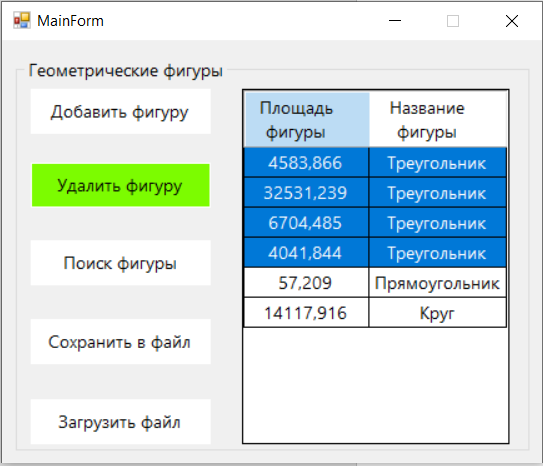 MainForm
Геометрические фигуры
Добавить фигуру
Удалить фигуру
Поиск фигуры
Сохранить в файл
Загрузить файл
Площадь фигуры Название фигуры
4583,866 Треугольник
32531,239 Треугольник
6704,485 Треугольник
4041,844 Треугольник
57,209 Прямоугольник
14117,916 Круг